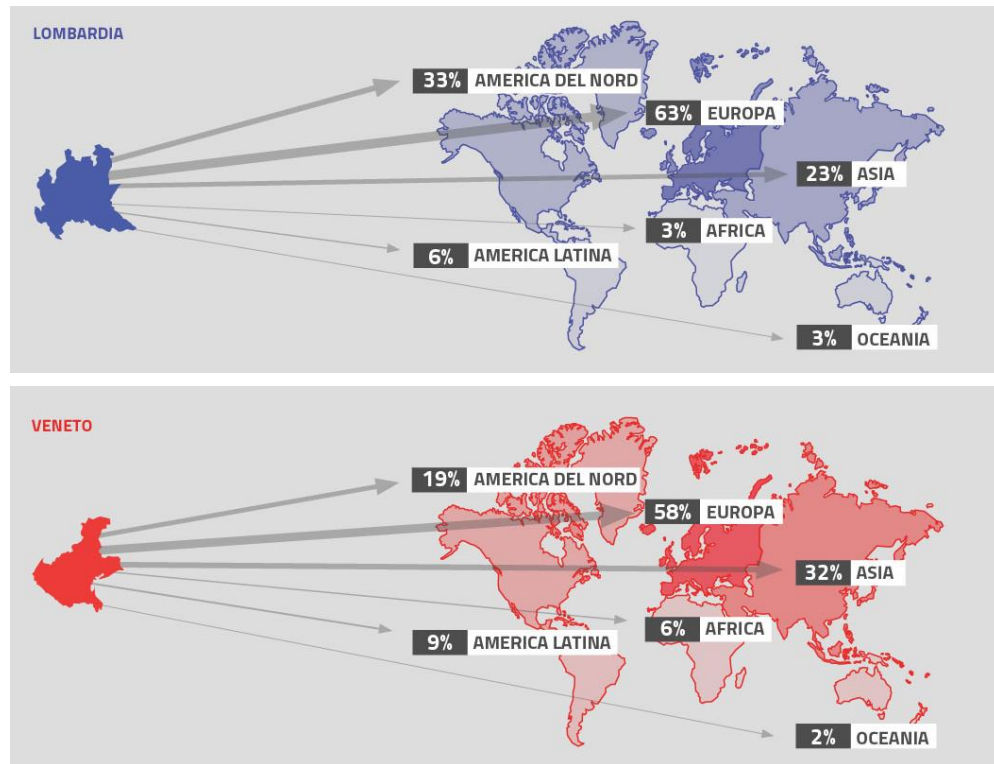 LOMBARDIA
33% AMERICA DEL NORD
63% EUROPA
23% ASIA
3% AFRICA
6% AMERICA LATINA
3% OCEANIA
VENETO
19% AMERICA DEL NORD
58% EUROPA
32% ASIA
6% AFRICA
9% AMERICA LATINA
2% OCEANIA